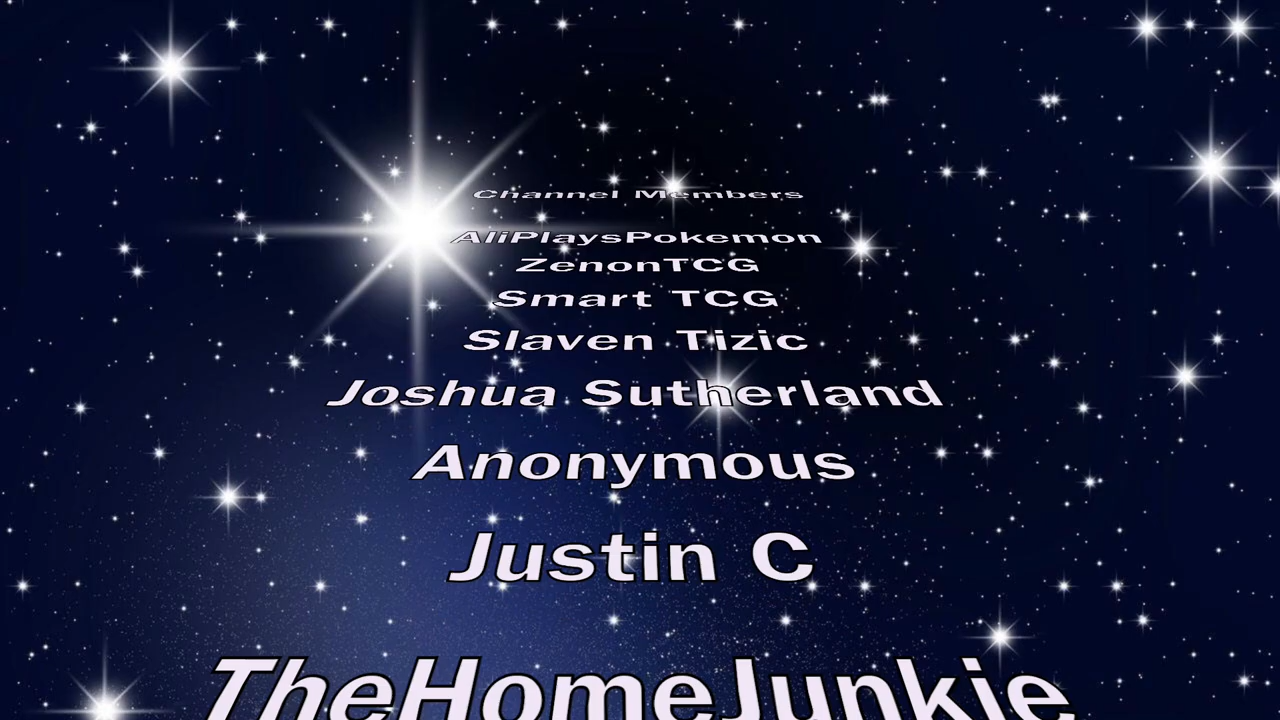 Channel Members
AliPlaysPokemon
ZenonTCG
Smart TCG
Slaven Tizic
Joshua Sutherland
Anonymous
Justin C
TheHomeJunkie